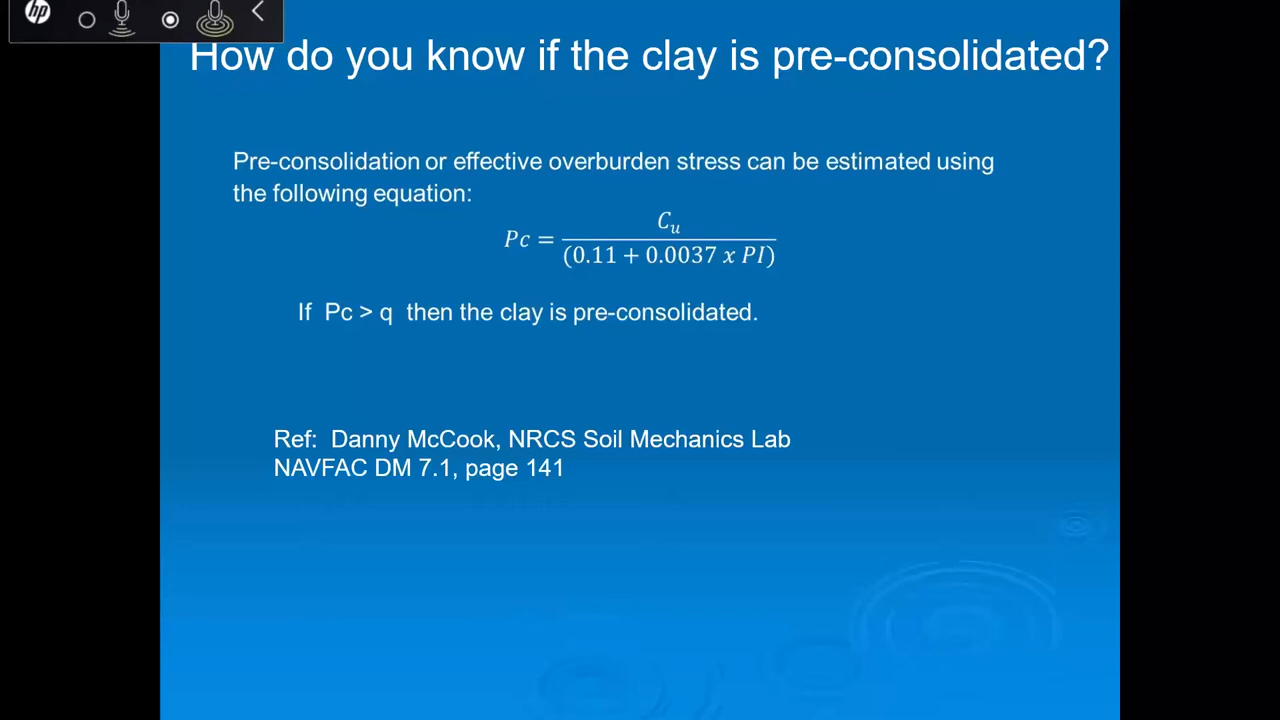 hp
How do you know if the clay is pre-consolidated?
Pre-consolidation or effective overburden stress can be estimated using
the following equation:
Pc = C_u / (0.11 + 0.0037 x PI)
If Pc > q then the clay is pre-consolidated.
Ref: Danny McCook, NRCS Soil Mechanics Lab
NAVFAC DM 7.1, page 141